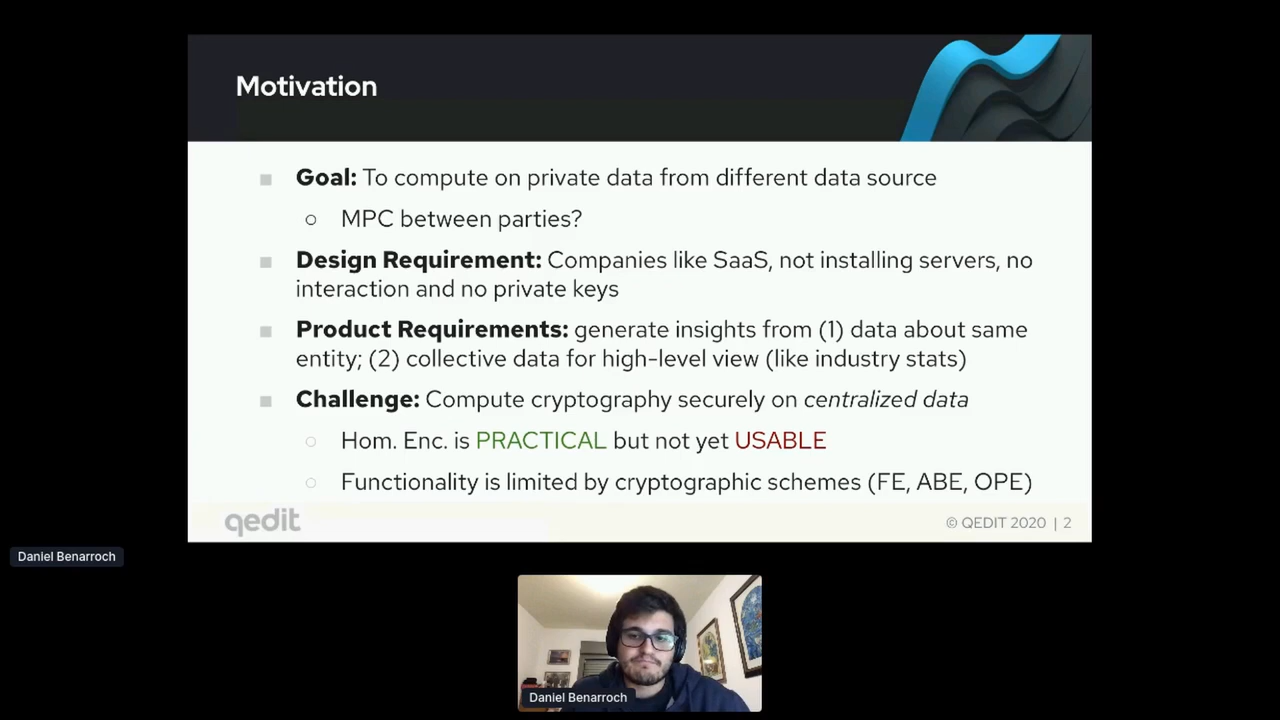 Motivation
Goal: To compute on private data from different data source
MPC between parties?
Design Requirement: Companies like SaaS, not installing servers, no
interaction and no private keys
Product Requirements: generate insights from (1) data about same
entity; (2) collective data for high-level view (like industry stats)
Challenge: Compute cryptography securely on centralized data
Hom. Enc. is PRACTICAL but not yet USABLE
Functionality is limited by cryptographic schemes (FE, ABE, OPE)
qedit
© QEDIT 2020 | 2
Daniel Benarroch
Daniel Benarroch